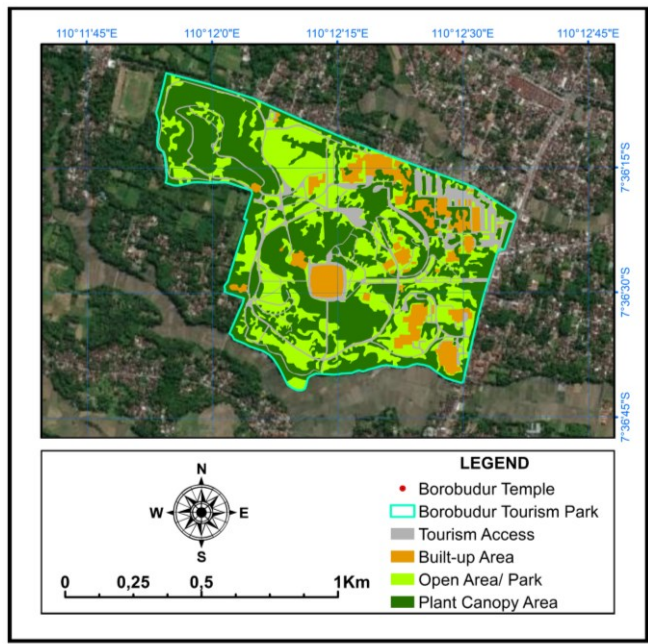 110°11'45"E 110°12'0"E 110°12'15"E 110°12'30"E 110°12'45"E
7°36'15"S
7°36'30"S
7°36'45"S
LEGEND
Borobudur Temple
Borobudur Tourism Park
Tourism Access
Built-up Area
Open Area/ Park
Plant Canopy Area
N
W E
S
0 0,25 0,5 1Km